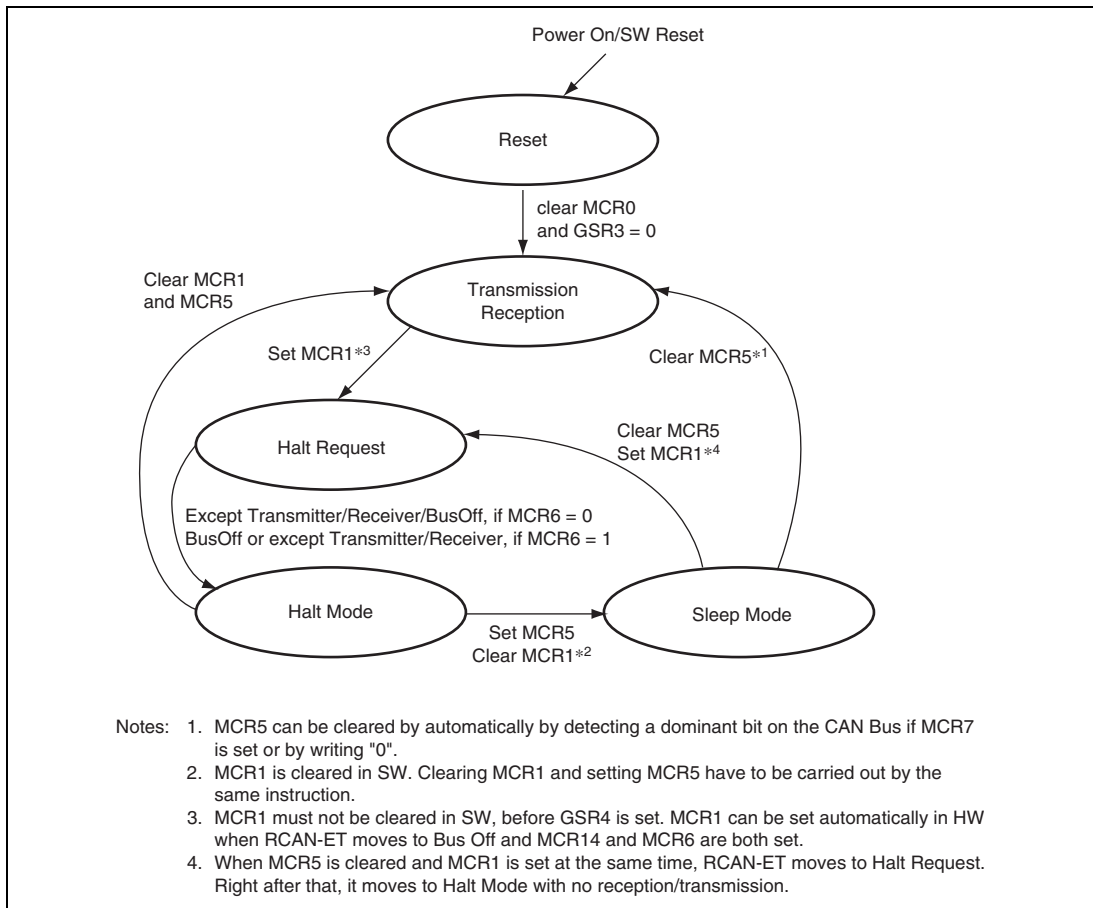 Power On/SW Reset
Reset
clear MCR0
and GSR3 = 0
Clear MCR1
and MCR5
Transmission
Reception
Set MCR1*3
Clear MCR5*1
Clear MCR5
Set MCR1*4
Halt Request
Except Transmitter/Receiver/BusOff, if MCR6 = 0
BusOff or except Transmitter/Receiver, if MCR6 = 1
Halt Mode
Sleep Mode
Set MCR5
Clear MCR1*2
Notes: 1. MCR5 can be cleared by automatically by detecting a dominant bit on the CAN Bus if MCR7
is set or by writing "0".
2. MCR1 is cleared in SW. Clearing MCR1 and setting MCR5 have to be carried out by the
same instruction.
3. MCR1 must not be cleared in SW, before GSR4 is set. MCR1 can be set automatically in HW
when RCAN-ET moves to Bus Off and MCR14 and MCR6 are both set.
4. When MCR5 is cleared and MCR1 is set at the same time, RCAN-ET moves to Halt Request.
Right after that, it moves to Halt Mode with no reception/transmission.